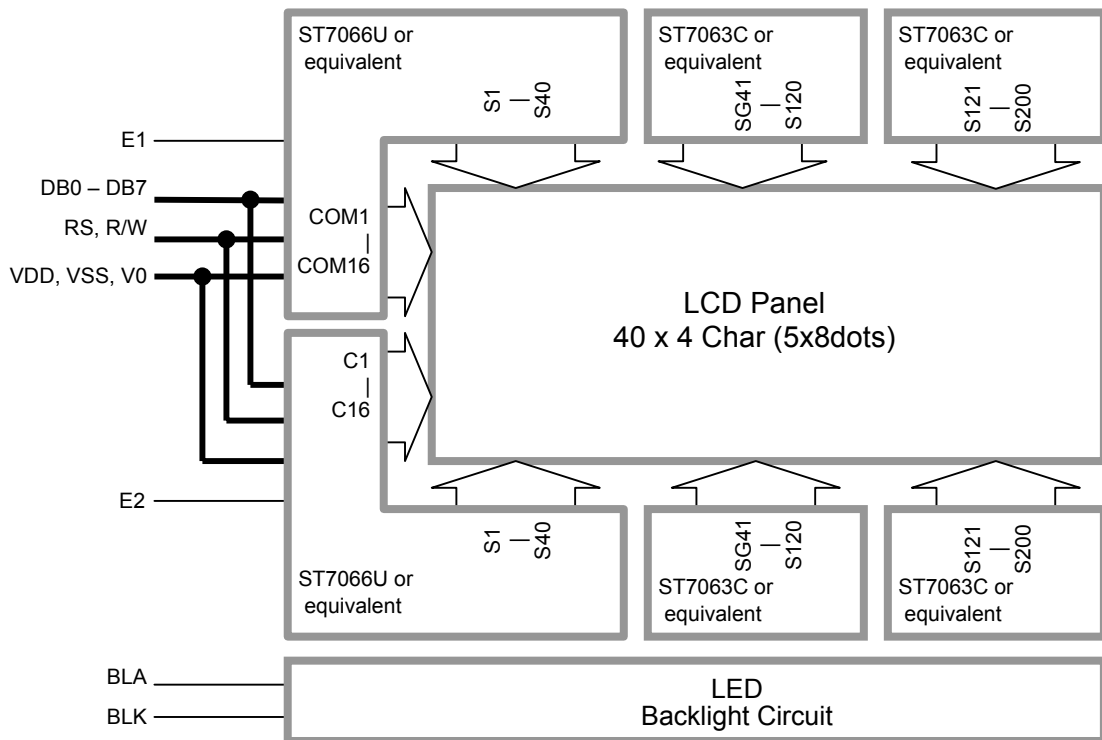 ST7066U or
equivalent
S1
—
S40
ST7063C or
equivalent
SG41
—
S120
ST7063C or
equivalent
S121
—
S200
E1
DB0 – DB7
RS, R/W
VDD, VSS, V0
COM1
|
COM16
LCD Panel
40 x 4 Char (5x8dots)
C1
|
C16
E2
S1
—
S40
ST7066U or
equivalent
SG41
—
S120
ST7063C or
equivalent
S121
—
S200
ST7063C or
equivalent
BLA
BLK
LED
Backlight Circuit